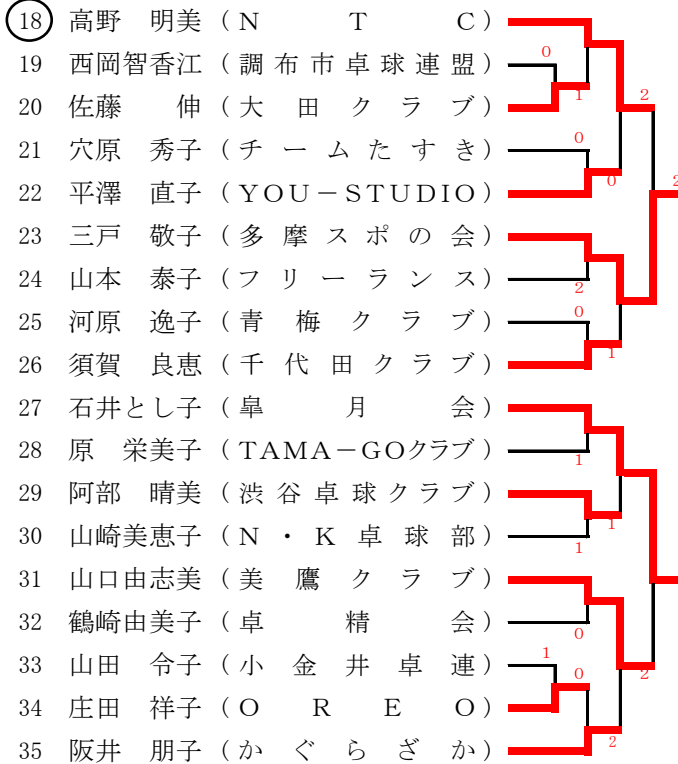 18 高野 明美 (N T C)
0
19 西岡智香江 (調布市卓球連盟)
1 2
20 佐藤 伸 (大田クラブ)
0
21 穴原 秀子 (チームたすき)
0 2
22 平澤 直子 (YOU－STUDIO)
23 三戸 敬子 (多摩スポの会)
24 山本 泰子 (フリーランス)
2
0
25 河原 逸子 (青梅クラブ)
1
26 須賀 良恵 (千代田クラブ)
27 石井とし子 (皐月会)
28 原 栄美子 (TAMA－GOクラブ)
1
29 阿部 晴美 (渋谷卓球クラブ)
1
30 山崎美恵子 (N・K卓球部)
1
31 山口由志美 (美鷹クラブ)
32 鶴崎由美子 (卓精会)
0
1
33 山田 令子 (小金井卓連)
0 2
34 庄田 祥子 (OREO)
2
35 阪井 朋子 (かぐらざか)